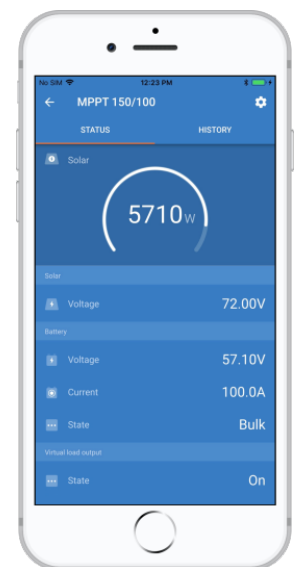 No SIM 12:23 PM
MPPT 150/100
STATUS HISTORY
Solar
5710W
Solar
Voltage 72.00V
Battery
Voltage 57.10V
Current 100.0A
State Bulk
Virtual load output
State On